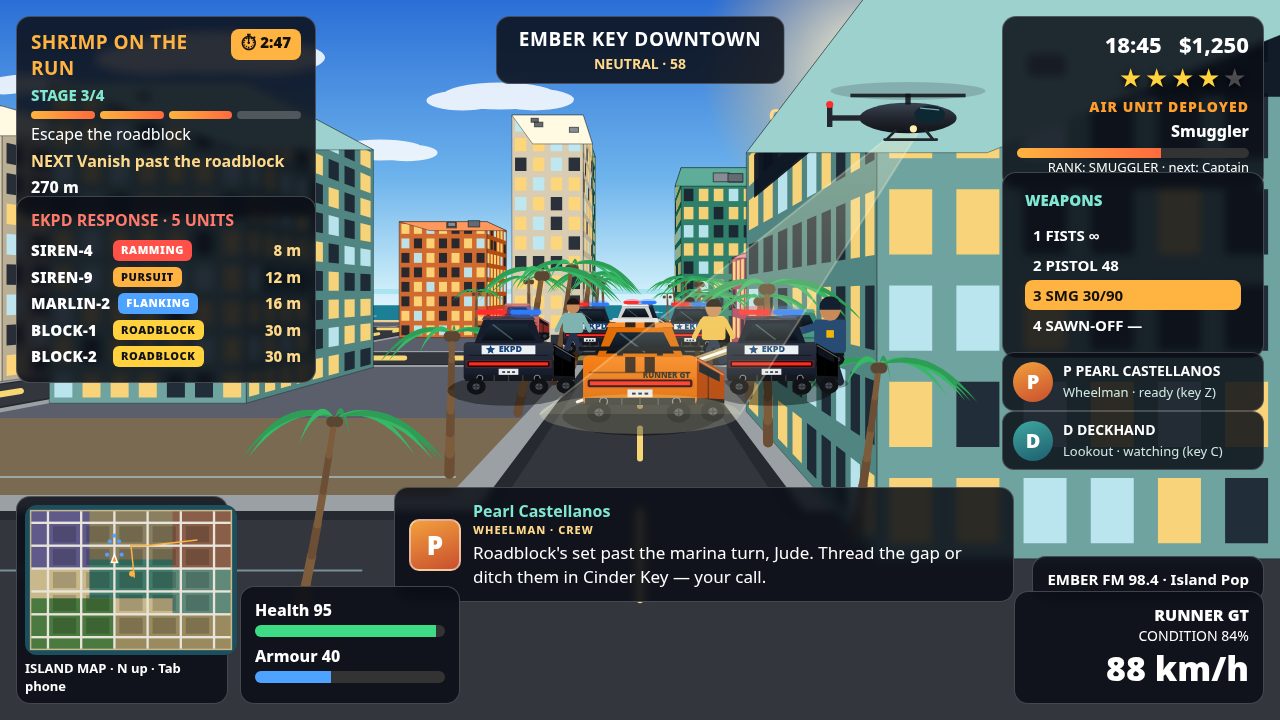 SHRIMP ON THE
RUN
⏱ 2:47
STAGE 3/4
Escape the roadblock
NEXT Vanish past the roadblock
270 m
EKPD RESPONSE · 5 UNITS
SIREN-4 RAMMING 8 m
SIREN-9 PURSUIT 12 m
MARLIN-2 FLANKING 16 m
BLOCK-1 ROADBLOCK 30 m
BLOCK-2 ROADBLOCK 30 m
EMBER KEY DOWNTOWN
NEUTRAL · 58
18:45 $1,250
★★★★★
AIR UNIT DEPLOYED
Smuggler
RANK: SMUGGLER · next: Captain
WEAPONS
1 FISTS ∞
2 PISTOL 48
3 SMG 30/90
4 SAWN-OFF —
P
P PEARL CASTELLANOS
Wheelman · ready (key Z)
D
D DECKHAND
Lookout · watching (key C)
★ EKPD
EKPD
★ EKPD
RUNNER GT
P
Pearl Castellanos
WHEELMAN · CREW
Roadblock's set past the marina turn, Jude. Thread the gap or
ditch them in Cinder Key — your call.
ISLAND MAP · N up · Tab
phone
Health 95
Armour 40
EMBER FM 98.4 · Island Pop
RUNNER GT
CONDITION 84%
88 km/h